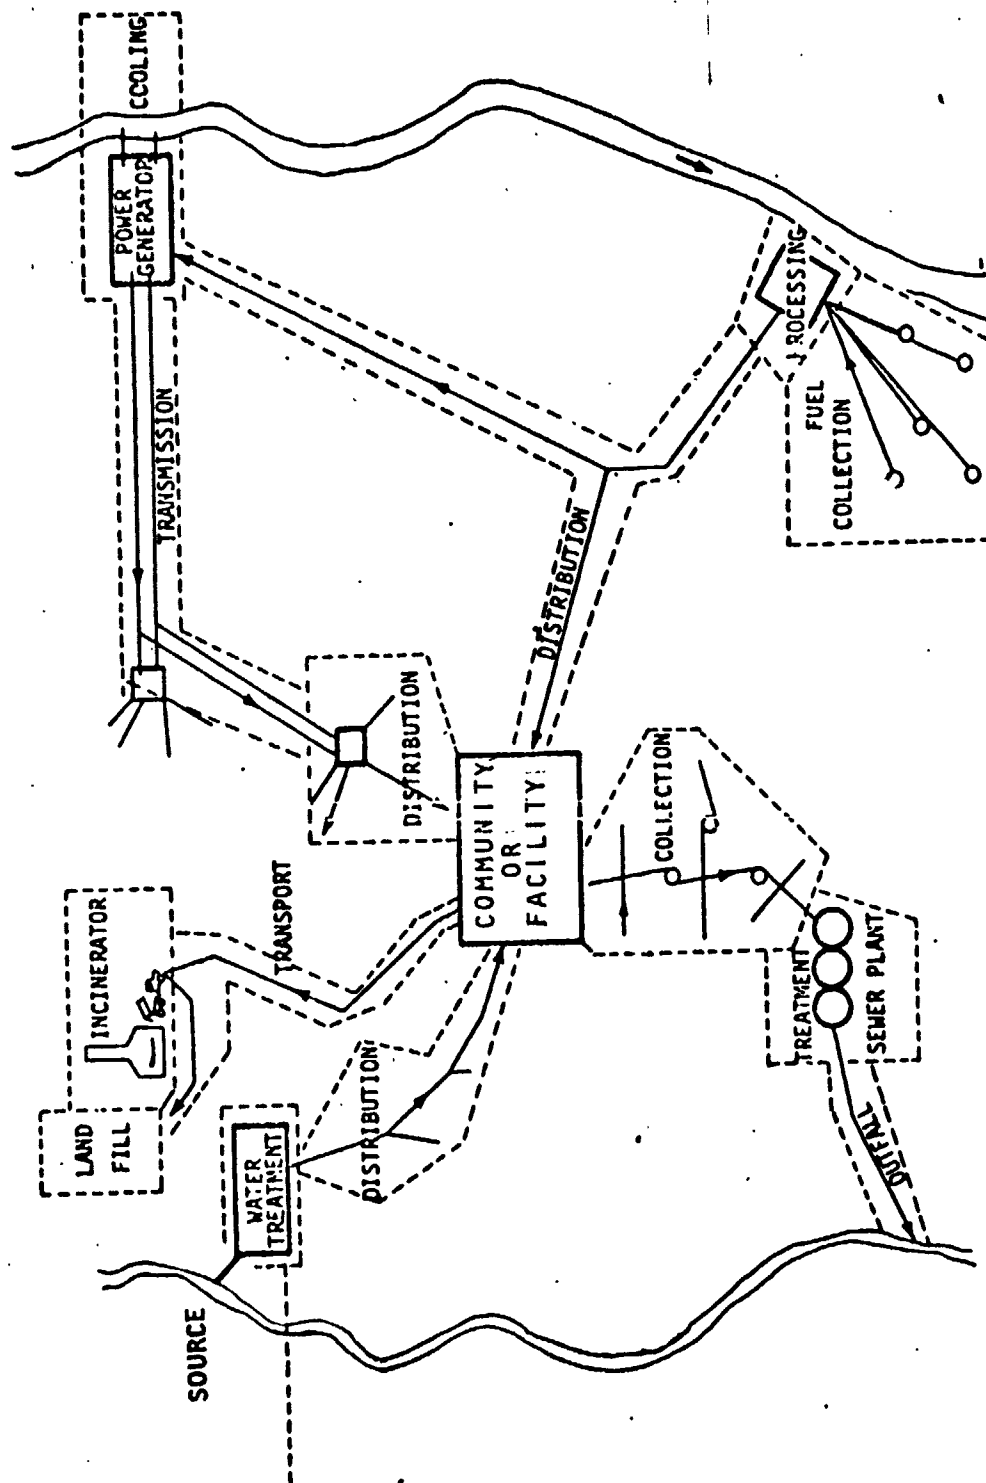 LAND
FILL
INCINERATOR
POWER
GENERATOR
COOLING
TRANSMISSION
SOURCE
WATER
TREATMENT
TRANSPORT
DISTRIBUTION
DISTRIBUTION
COMMUNITY
OR
FACILITY
DISTRIBUTION
COLLECTION
PROCESSING
TREATMENT
SEWER PLANT
FUEL
COLLECTION
OUTFALL